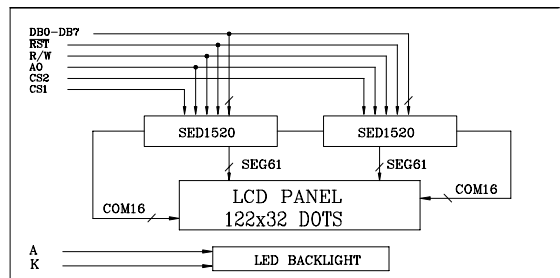 DB0-DB7
RST
R/W
A0
CS2
CS1
SED1520 SED1520
SEG61 SEG61
LCD PANEL
122x32 DOTS
COM16 COM16
A
K
LED BACKLIGHT